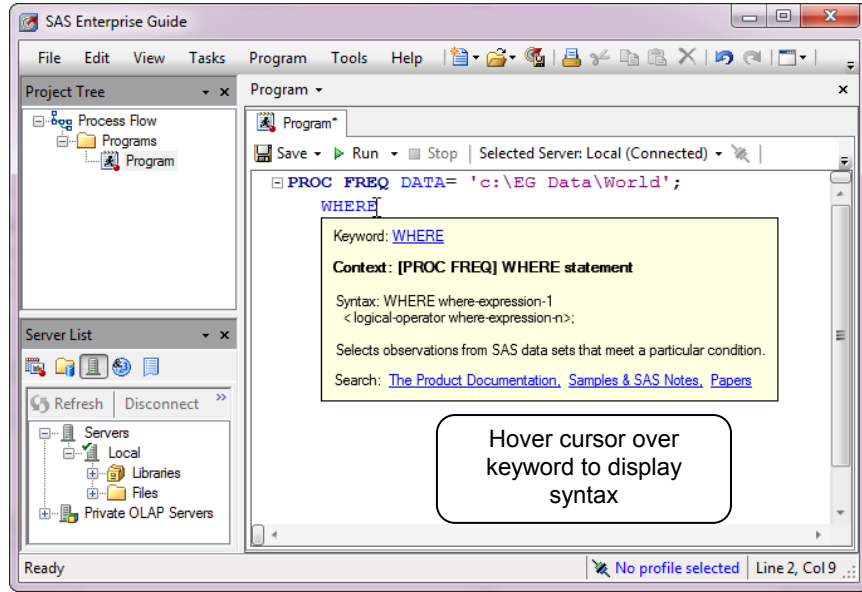 SAS Enterprise Guide
File Edit View Tasks Program Tools Help
Project Tree
Process Flow
Programs
Program
Program
Program*
Save Run Stop Selected Server: Local (Connected)
PROC FREQ DATA= 'c:\EG Data\World';
WHERE
Keyword: WHERE
Context: [PROC FREQ] WHERE statement
Syntax: WHERE where-expression-1
< logical-operator where-expression-n>;
Selects observations from SAS data sets that meet a particular condition.
Search: The Product Documentation, Samples & SAS Notes, Papers
Hover cursor over
keyword to display
syntax
Server List
Refresh Disconnect »
Servers
Local
Libraries
Files
Private OLAP Servers
Ready
No profile selected Line 2, Col 9